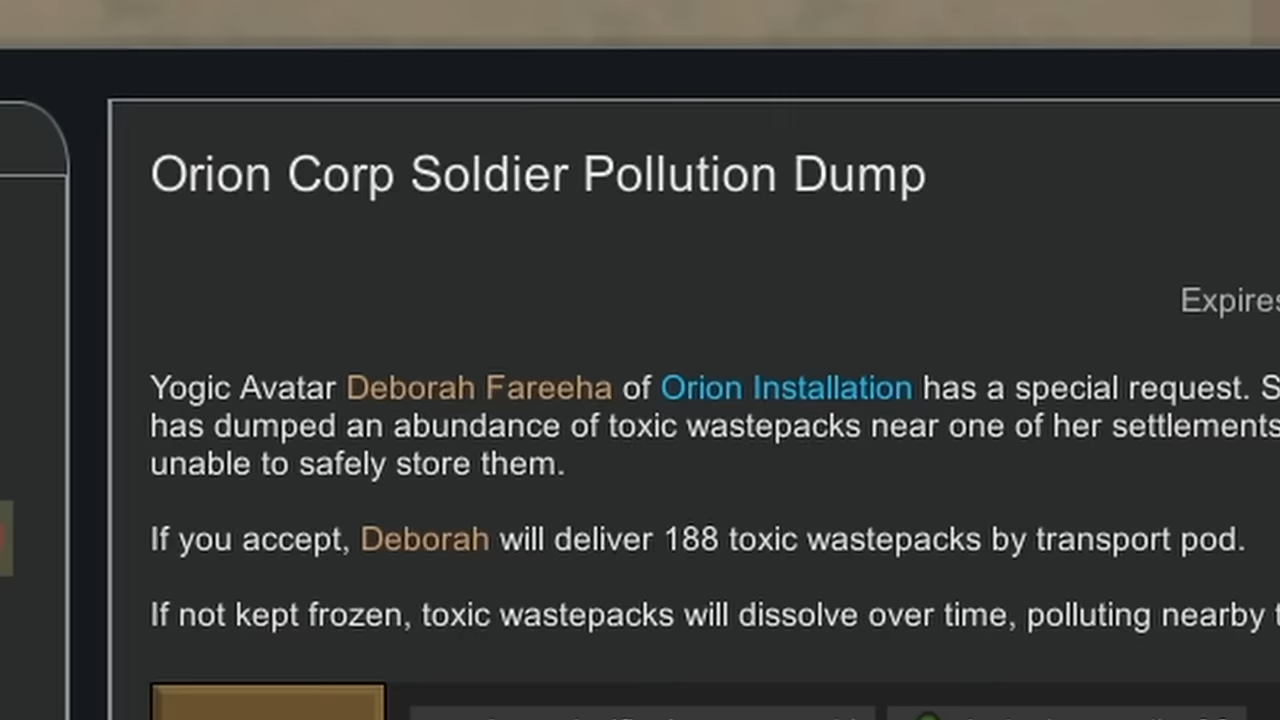 Orion Corp Soldier Pollution Dump
Expires
Yogic Avatar Deborah Fareeha of Orion Installation has a special request. S
has dumped an abundance of toxic wastepacks near one of her settlements
unable to safely store them.
If you accept, Deborah will deliver 188 toxic wastepacks by transport pod.
If not kept frozen, toxic wastepacks will dissolve over time, polluting nearby t